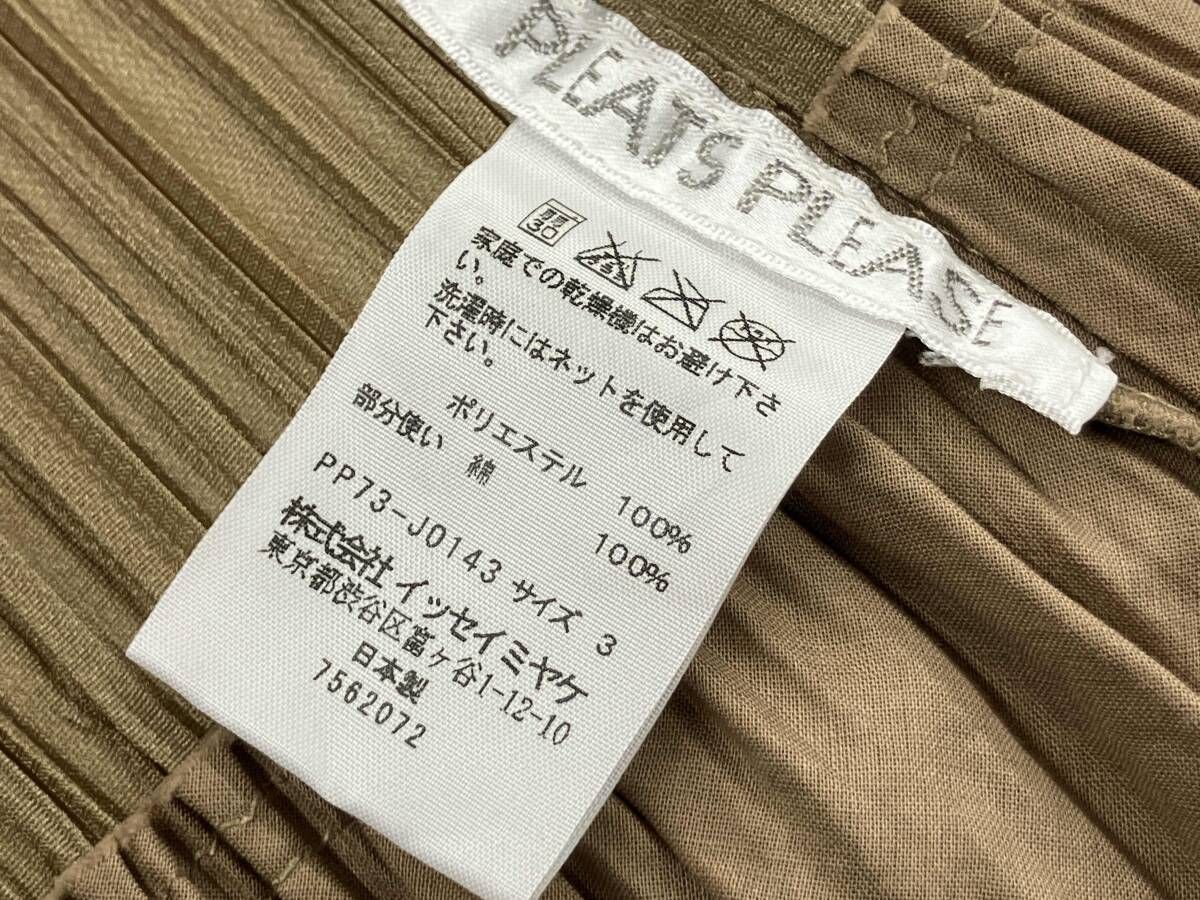 PLEATS PLEASE
弱
30
家庭での乾燥機はお避け下さ
い。
洗濯時にはネットを使用して
下さい。
ポリエステル 100%
部分使い 綿 100%
PP73-J0143 サイズ 3
株式会社イッセイミヤケ
東京都渋谷区富ヶ谷1-12-10
日本製
7562072